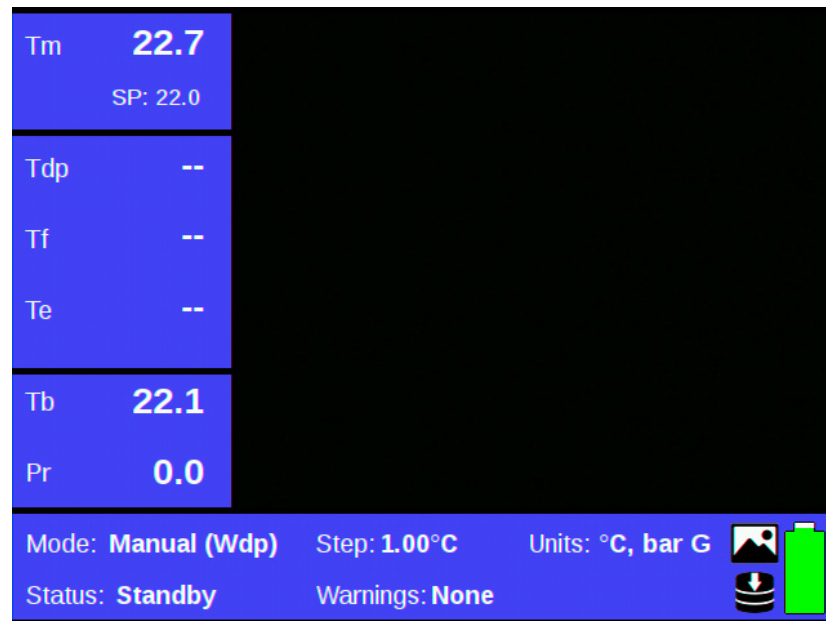 Tm 22.7
SP: 22.0
Tdp --
Tf --
Te --
Tb 22.1
Pr 0.0
Mode: Manual (Wdp) Step: 1.00°C Units: °C, bar G
Status: Standby Warnings: None